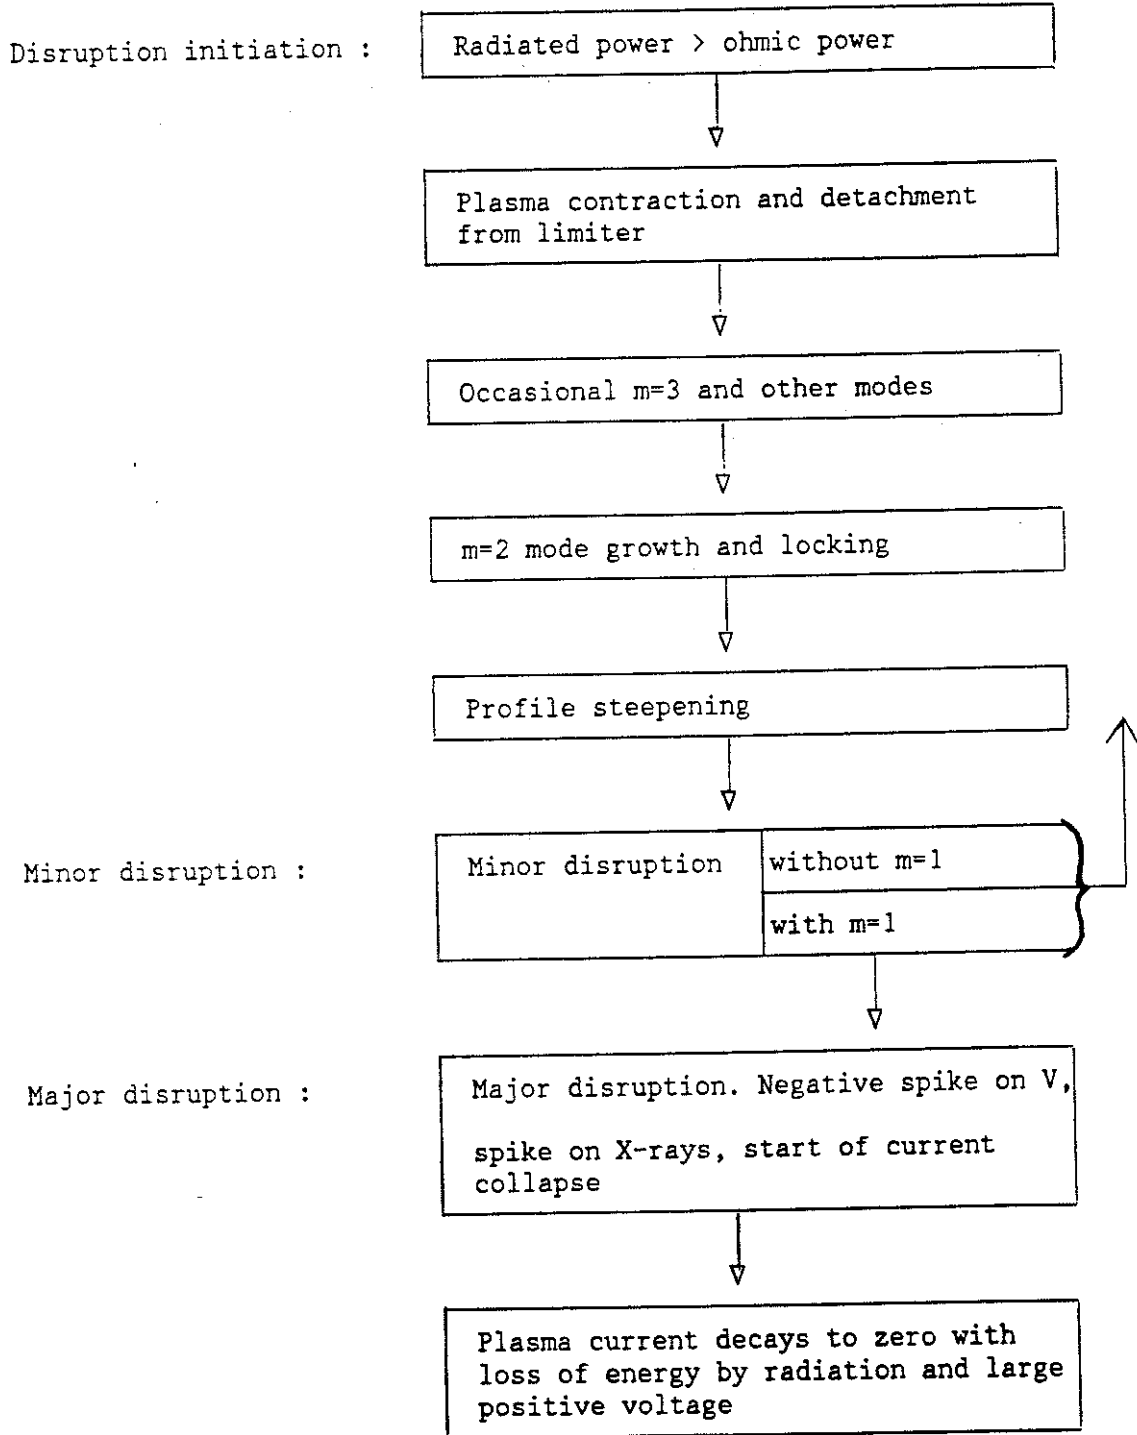 Disruption initiation :
Radiated power > ohmic power
Plasma contraction and detachment
from limiter
Occasional m=3 and other modes
m=2 mode growth and locking
Profile steepening
Minor disruption :
Minor disruption
without m=1
with m=1
Major disruption :
Major disruption. Negative spike on V,
spike on X-rays, start of current
collapse
Plasma current decays to zero with
loss of energy by radiation and large
positive voltage